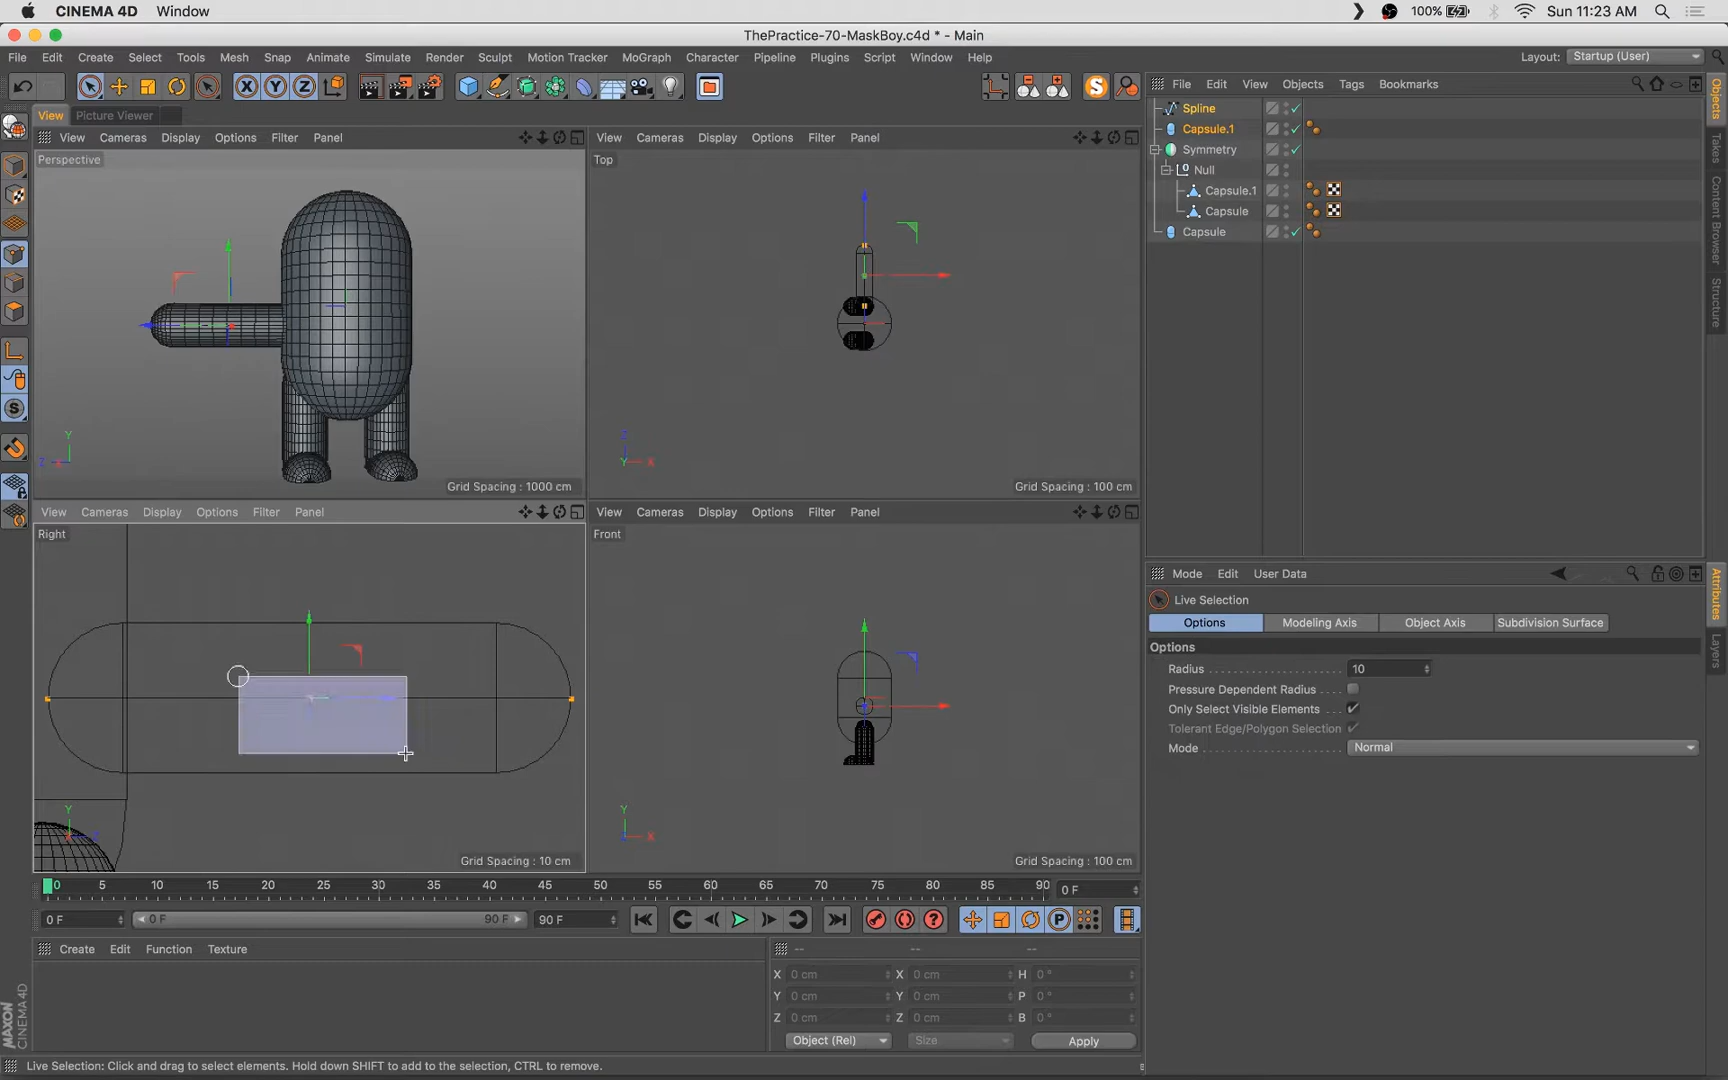 CINEMA 4D Window
100% Sun 11:23 AM
ThePractice-70-MaskBoy.c4d * - Main
File Edit Create Select Tools Mesh Snap Animate Simulate Render Sculpt Motion Tracker MoGraph Character Pipeline Plugins Script Window Help Layout: Startup (User)
X Y Z S
File Edit View Objects Tags Bookmarks
View Picture Viewer
View Cameras Display Options Filter Panel
View Cameras Display Options Filter Panel
Perspective
Top
Spline
Capsule.1
Symmetry
Null
Capsule.1
Capsule
Capsule
Objects
Takes
Content Browser
Structure
Y
Z X
Grid Spacing : 1000 cm
Z
Y X
Grid Spacing : 100 cm
View Cameras Display Options Filter Panel
View Cameras Display Options Filter Panel
Right
Front
Y
X Z
Grid Spacing : 10 cm
Y
Z X
Grid Spacing : 100 cm
Mode Edit User Data
Live Selection
Options Modeling Axis Object Axis Subdivision Surface
Options
Radius 10
Pressure Dependent Radius
Only Select Visible Elements
Tolerant Edge/Polygon Selection
Mode Normal
Attributes
Layers
0 5 10 15 20 25 30 35 40 45 50 55 60 65 70 75 80 85 90 0 F
0 F 0 F 90 F 90 F
P
Create Edit Function Texture
-- -- --
X 0 cm X 0 cm H 0 °
Y 0 cm Y 0 cm P 0 °
Z 0 cm Z 0 cm B 0 °
Object (Rel) Size Apply
MAXON
CINEMA 4D
Live Selection: Click and drag to select elements. Hold down SHIFT to add to the selection, CTRL to remove.